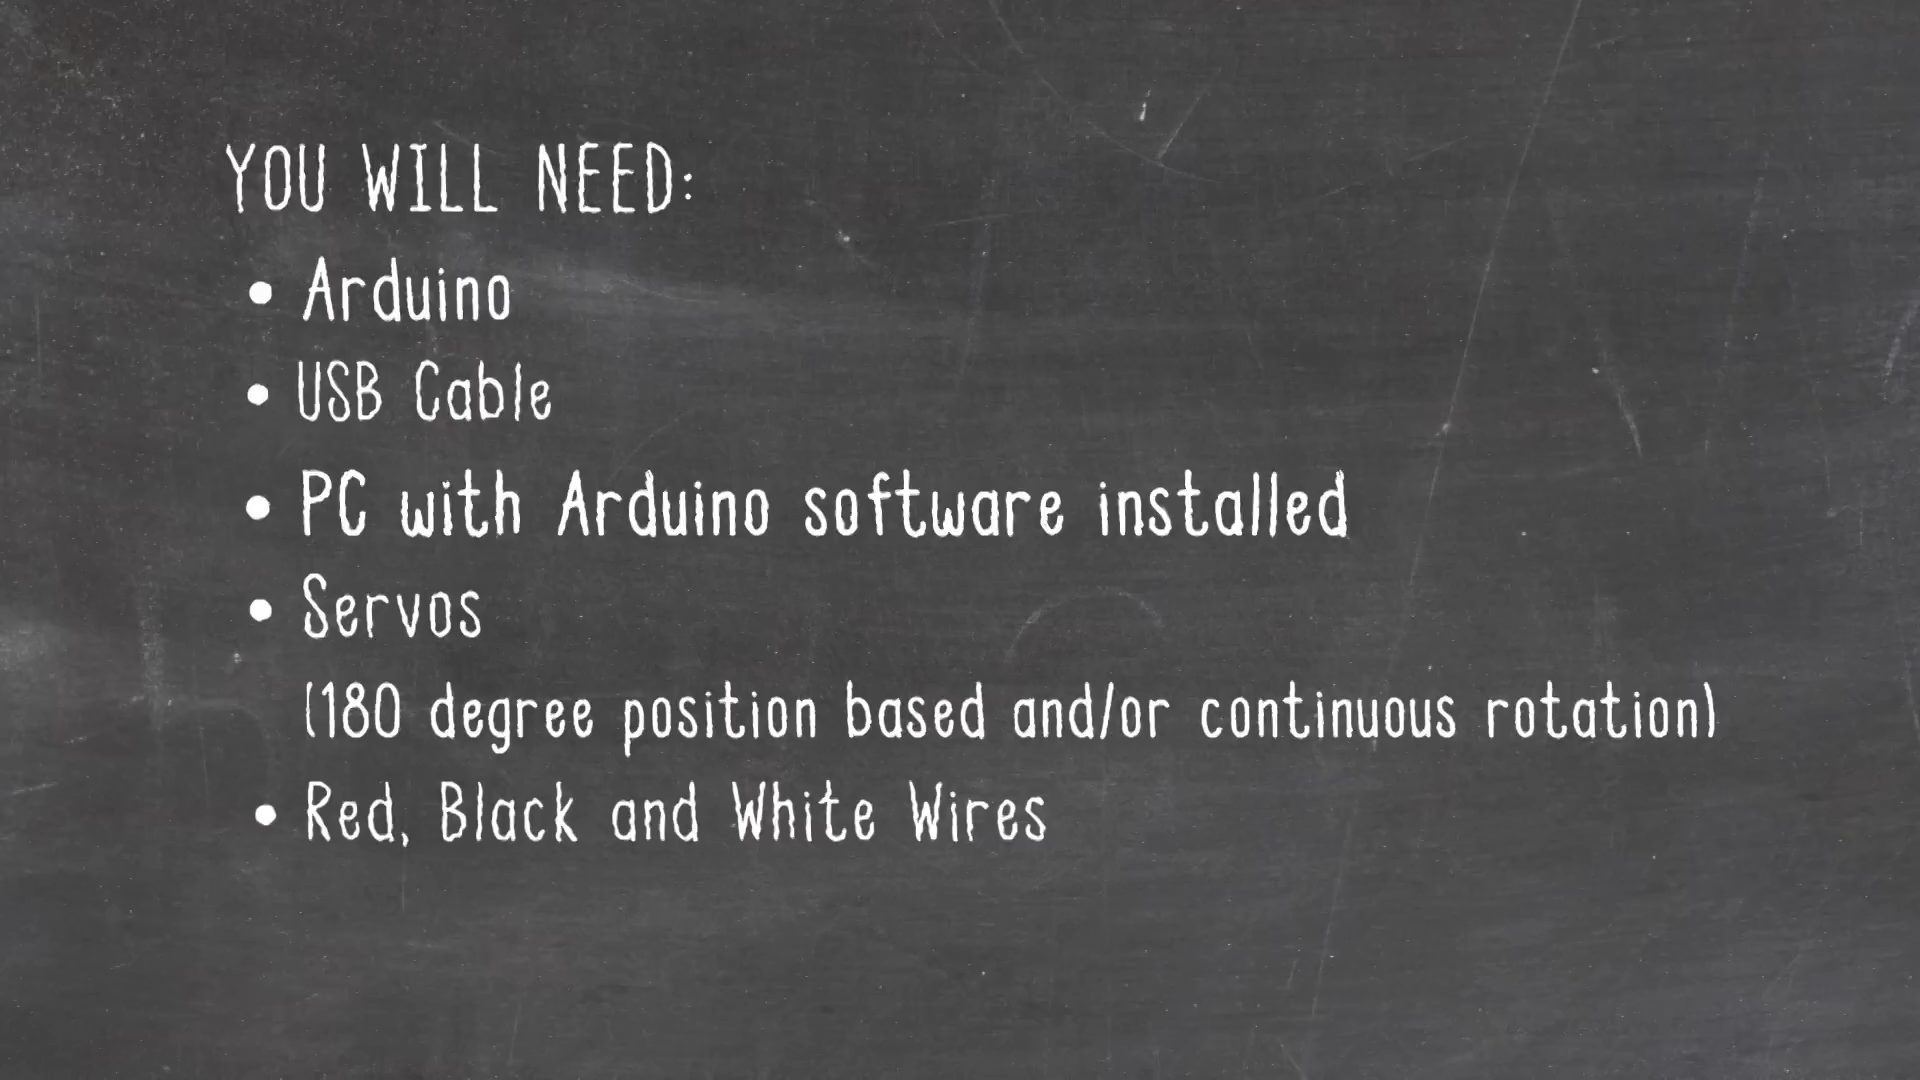 YOU WILL NEED:
• Arduino
• USB Cable
• PC with Arduino software installed
• Servos
(180 degree position based and/or continuous rotation)
• Red, Black and White Wires